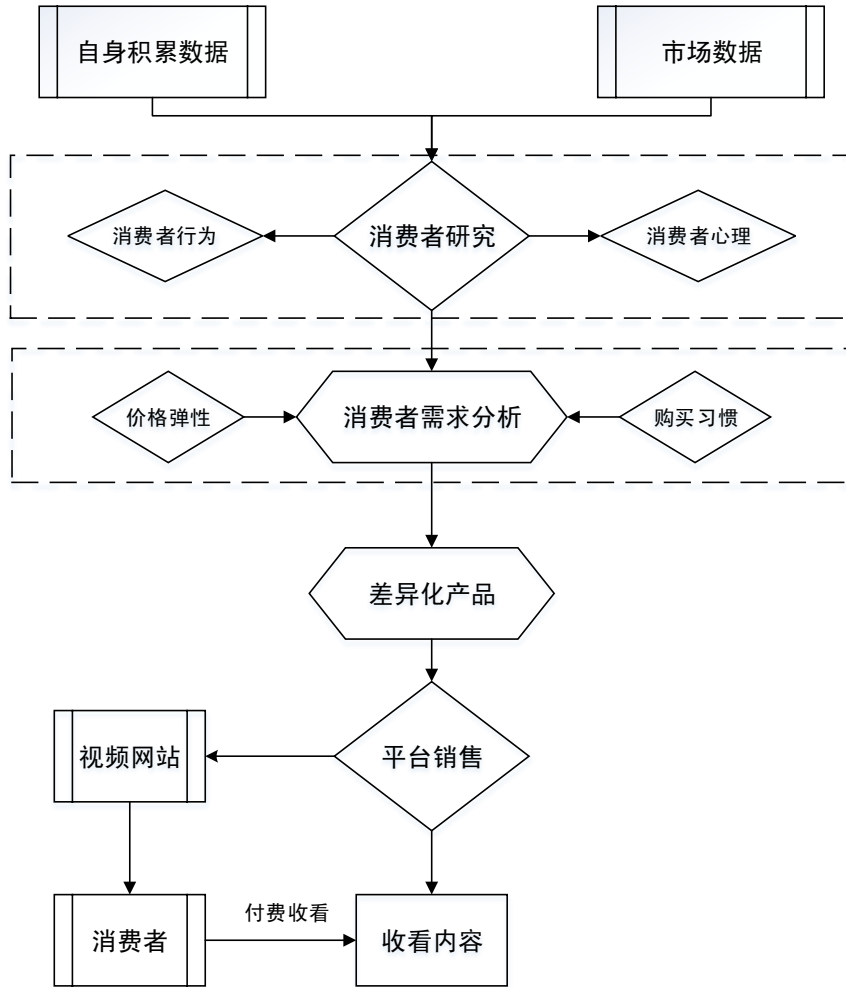 自身积累数据
市场数据
消费者行为
消费者研究
消费者心理
价格弹性
消费者需求分析
购买习惯
差异化产品
视频网站
平台销售
消费者
付费收看
收看内容